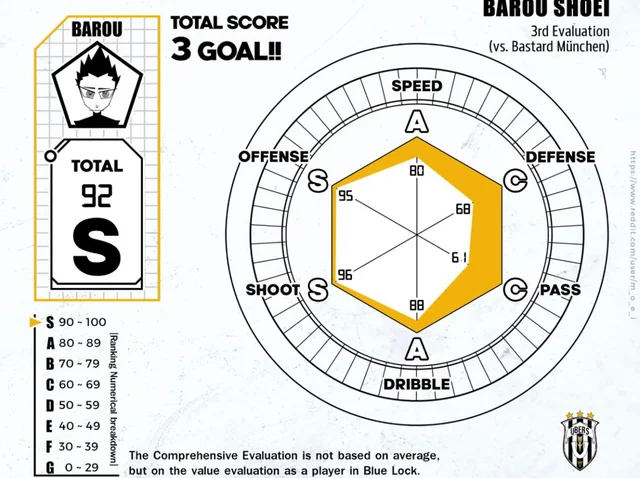 BAROU
TOTAL
92
S
TOTAL SCORE
3 GOAL!!
BAROU SHOEI
3rd Evaluation
(vs. Bastard München)
SPEED
A
80
OFFENSE
S
95
DEFENSE
C
68
SHOOT
S
96
PASS
C
61
88
A
DRIBBLE
S 90 ~ 100
A 80 ~ 89
B 70 ~ 79
C 60 ~ 69
D 50 ~ 59
E 40 ~ 49
F 30 ~ 39
G 0 ~ 29
|Ranking Numerical breakdown|
The Comprehensive Evaluation is not based on average,
but on the value evaluation as a player in Blue Lock.
UBERS
https://www.reddit.com/user/m_o_e_l